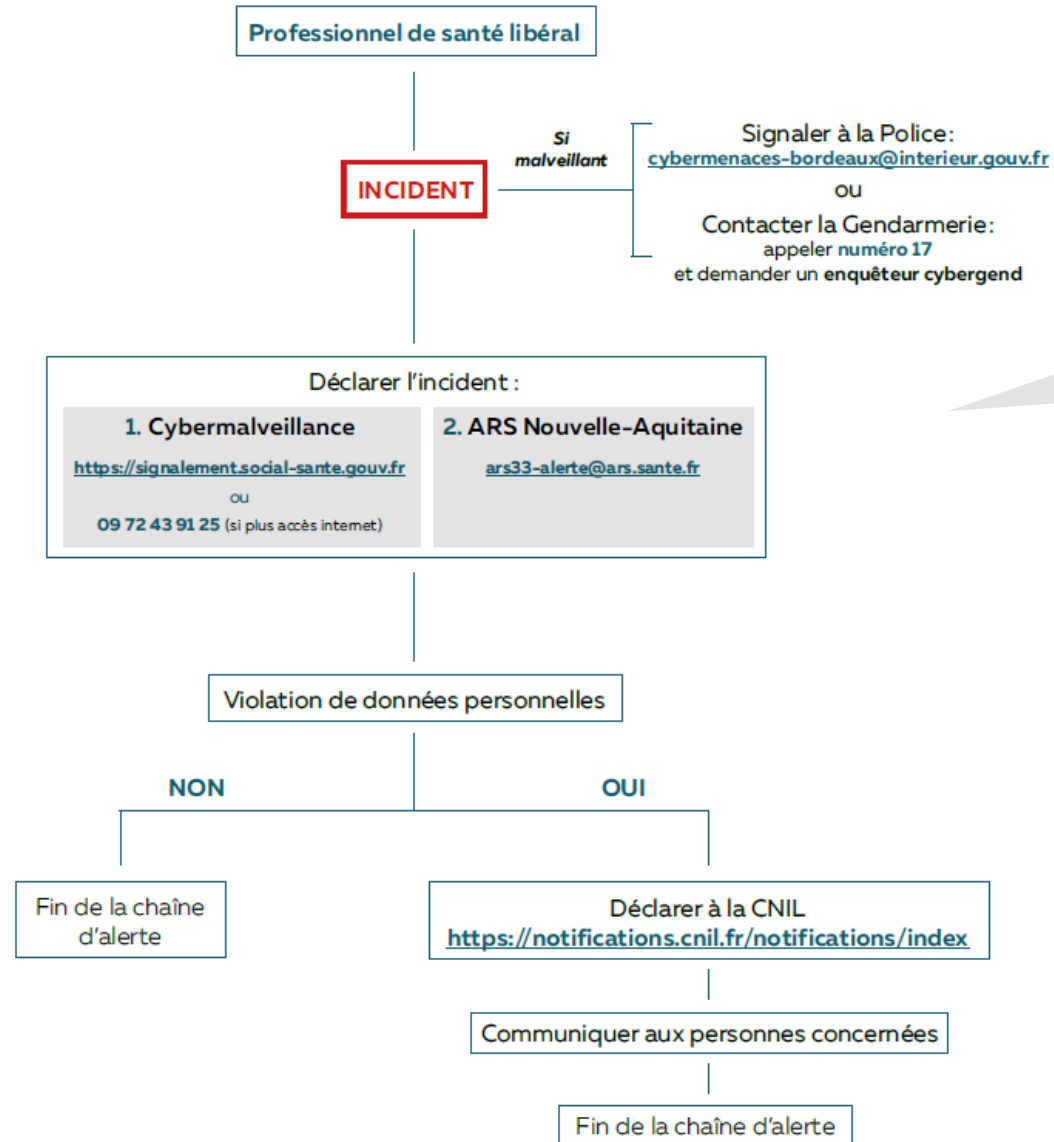 Professionnel de santé libéral
Si
malveillant
INCIDENT
Signaler à la Police:
cybermenaces-bordeaux@interieur.gouv.fr
ou
Contacter la Gendarmerie:
appeler numéro 17
et demander un enquêteur cybergend
Déclarer l'incident :
1. Cybermalveillance
https://signalement.social-sante.gouv.fr
ou
09 72 43 91 25 (si plus accès internet)
2. ARS Nouvelle-Aquitaine
ars33-alerte@ars.sante.fr
Violation de données personnelles
NON
OUI
Fin de la chaîne
d'alerte
Déclarer à la CNIL
https://notifications.cnil.fr/notifications/index
Communiquer aux personnes concernées
Fin de la chaîne d'alerte